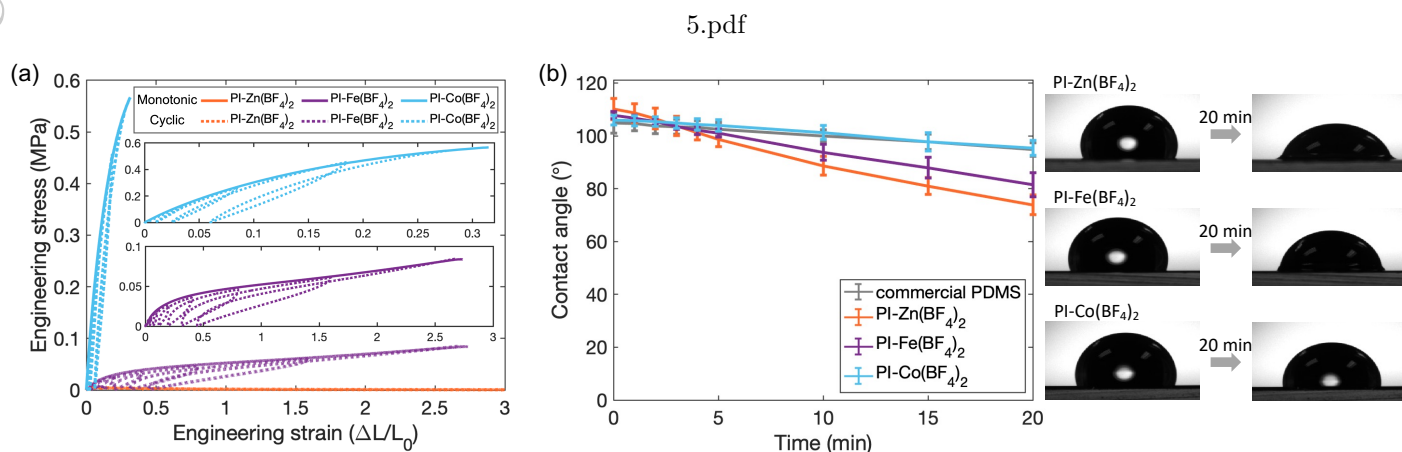 5.pdf
(a)
0.6
0.5
0.4
0.3
0.2
0.1
0
Engineering stress (MPa)
Monotonic PI-Zn(BF4)2 PI-Fe(BF4)2 PI-Co(BF4)2
Cyclic PI-Zn(BF4)2 PI-Fe(BF4)2 PI-Co(BF4)2
0.6
0.4
0.2
0
0 0.05 0.1 0.15 0.2 0.25 0.3
0.1
0.05
0
0 0.5 1 1.5 2 2.5 3
0 0.5 1 1.5 2 2.5 3
Engineering strain (ΔL/L0)
(b)
120
100
80
60
40
20
0
Contact angle (°)
commercial PDMS
PI-Zn(BF4)2
PI-Fe(BF4)2
PI-Co(BF4)2
0 5 10 15 20
Time (min)
PI-Zn(BF4)2
20 min
PI-Fe(BF4)2
20 min
PI-Co(BF4)2
20 min